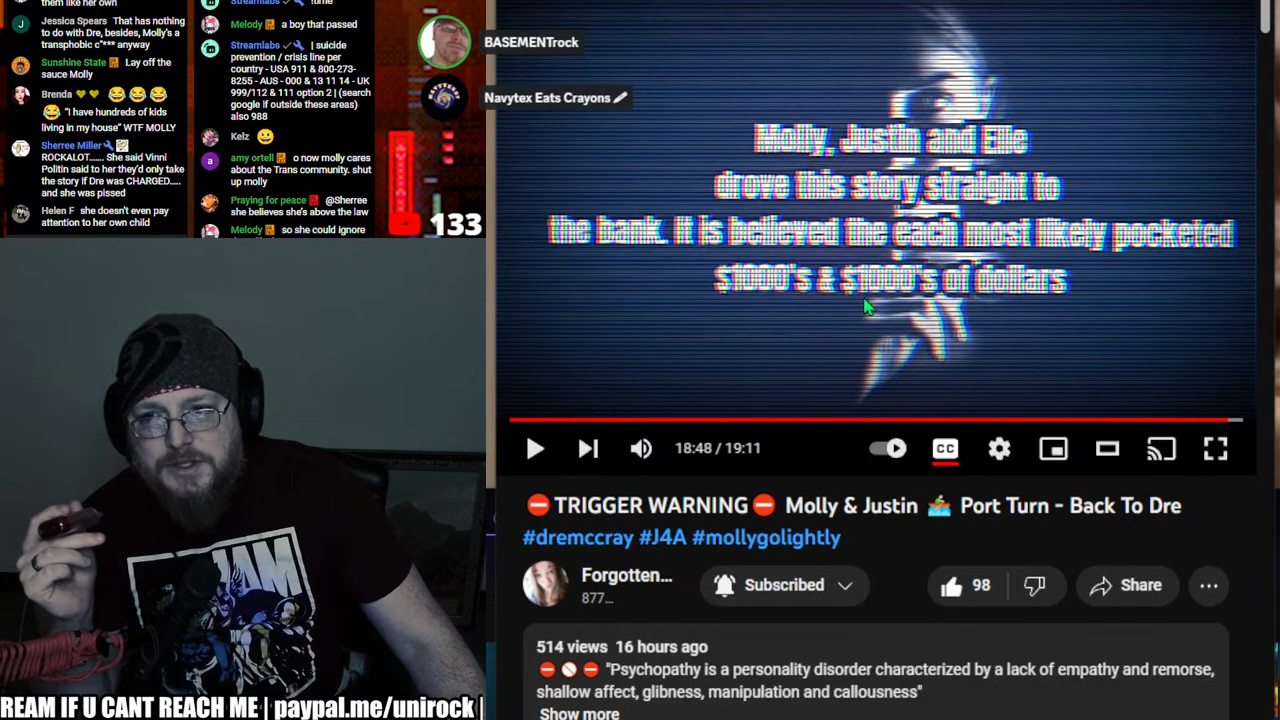 them like her own
Jessica Spears That has nothing
to do with Dre, besides, Molly's a
transphobic c*** anyway
Sunshine State Lay off the
sauce Molly
Brenda 💛💛 😂😂😂
😂 "I have hundreds of kids
living in my house" WTF MOLLY
Sherree Miller
ROCKALOT....... She said Vinni
Politin said to her they'd only take
the story if Dre was CHARGED.....
and she was pissed
Helen F she doesn't even pay
attention to her own child
Streamlabs !time
Melody a boy that passed
Streamlabs | suicide
prevention / crisis line per
country - USA 911 & 800-273-
8255 - AUS - 000 & 13 11 14 - UK
999/112 & 111 option 2 | (search
google if outside these areas)
also 988
Kelz 😀
amy ortell o now molly cares
about the Trans community. shut
up molly
Praying for peace @Sherree
she believes she's above the law
Melody so she could ignore
133
BASEMENTrock
Navytex Eats Crayons
Molly, Justin and Elle
drove this story straight to
the bank. It is believed the each most likely pocketed
$1000's & $1000's of dollars
18:48 / 19:11
CC
⛔TRIGGER WARNING⛔ Molly & Justin 🚣 Port Turn - Back To Dre
#dremccray #J4A #mollygolightly
Forgotten...
877...
Subscribed
98
Share
514 views 16 hours ago
⛔ 🚫 ⛔ "Psychopathy is a personality disorder characterized by a lack of empathy and remorse,
shallow affect, glibness, manipulation and callousness"
Show more
JAM
REAM IF U CANT REACH ME | paypal.me/unirock |